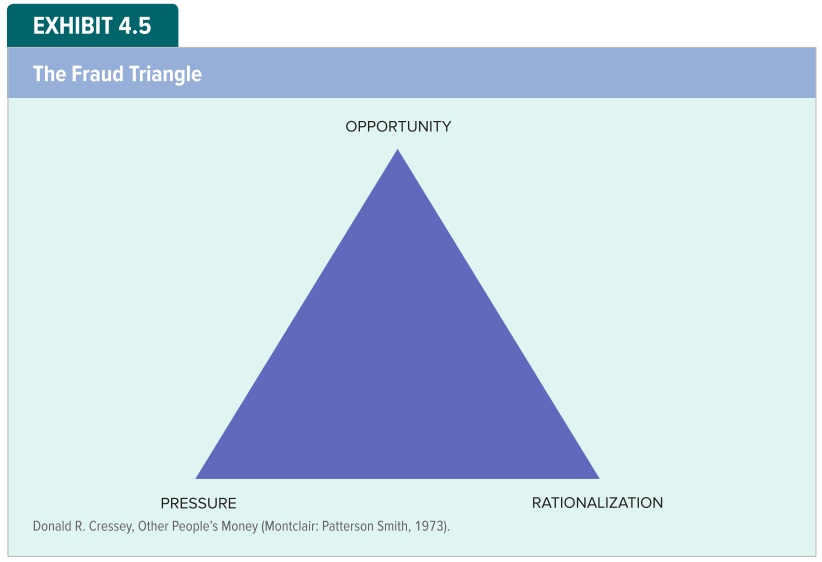 EXHIBIT 4.5
The Fraud Triangle
OPPORTUNITY
PRESSURE
RATIONALIZATION
Donald R. Cressey, Other People’s Money (Montclair: Patterson Smith, 1973).